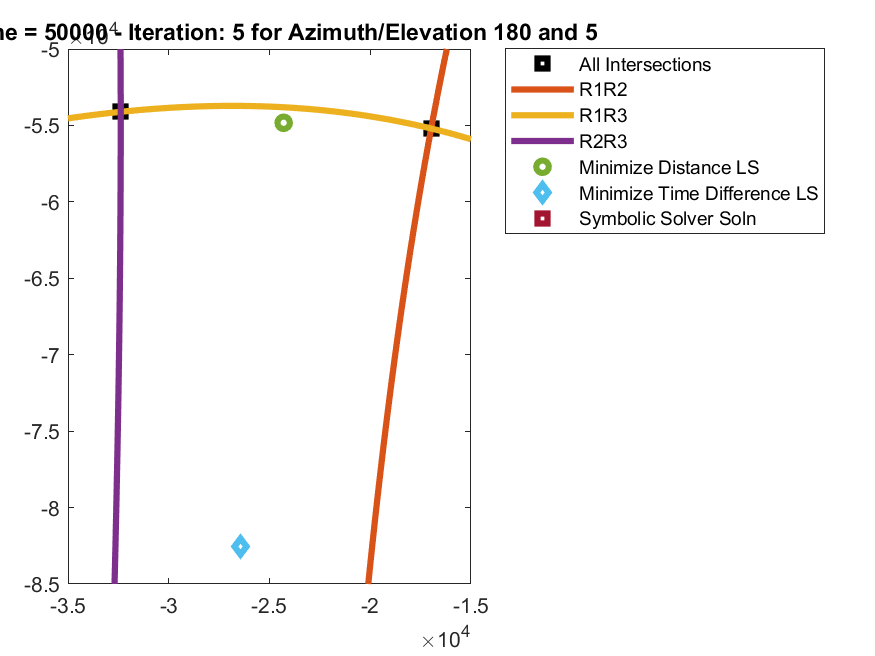 = 50000 - Iteration: 5 for Azimuth/Elevation 180 and 5
×10⁴
-5
-5.5
-6
-6.5
-7
-7.5
-8
-8.5
-3.5 -3 -2.5 -2 -1.5
×10⁴
All Intersections
R1R2
R1R3
R2R3
Minimize Distance LS
Minimize Time Difference LS
Symbolic Solver Soln